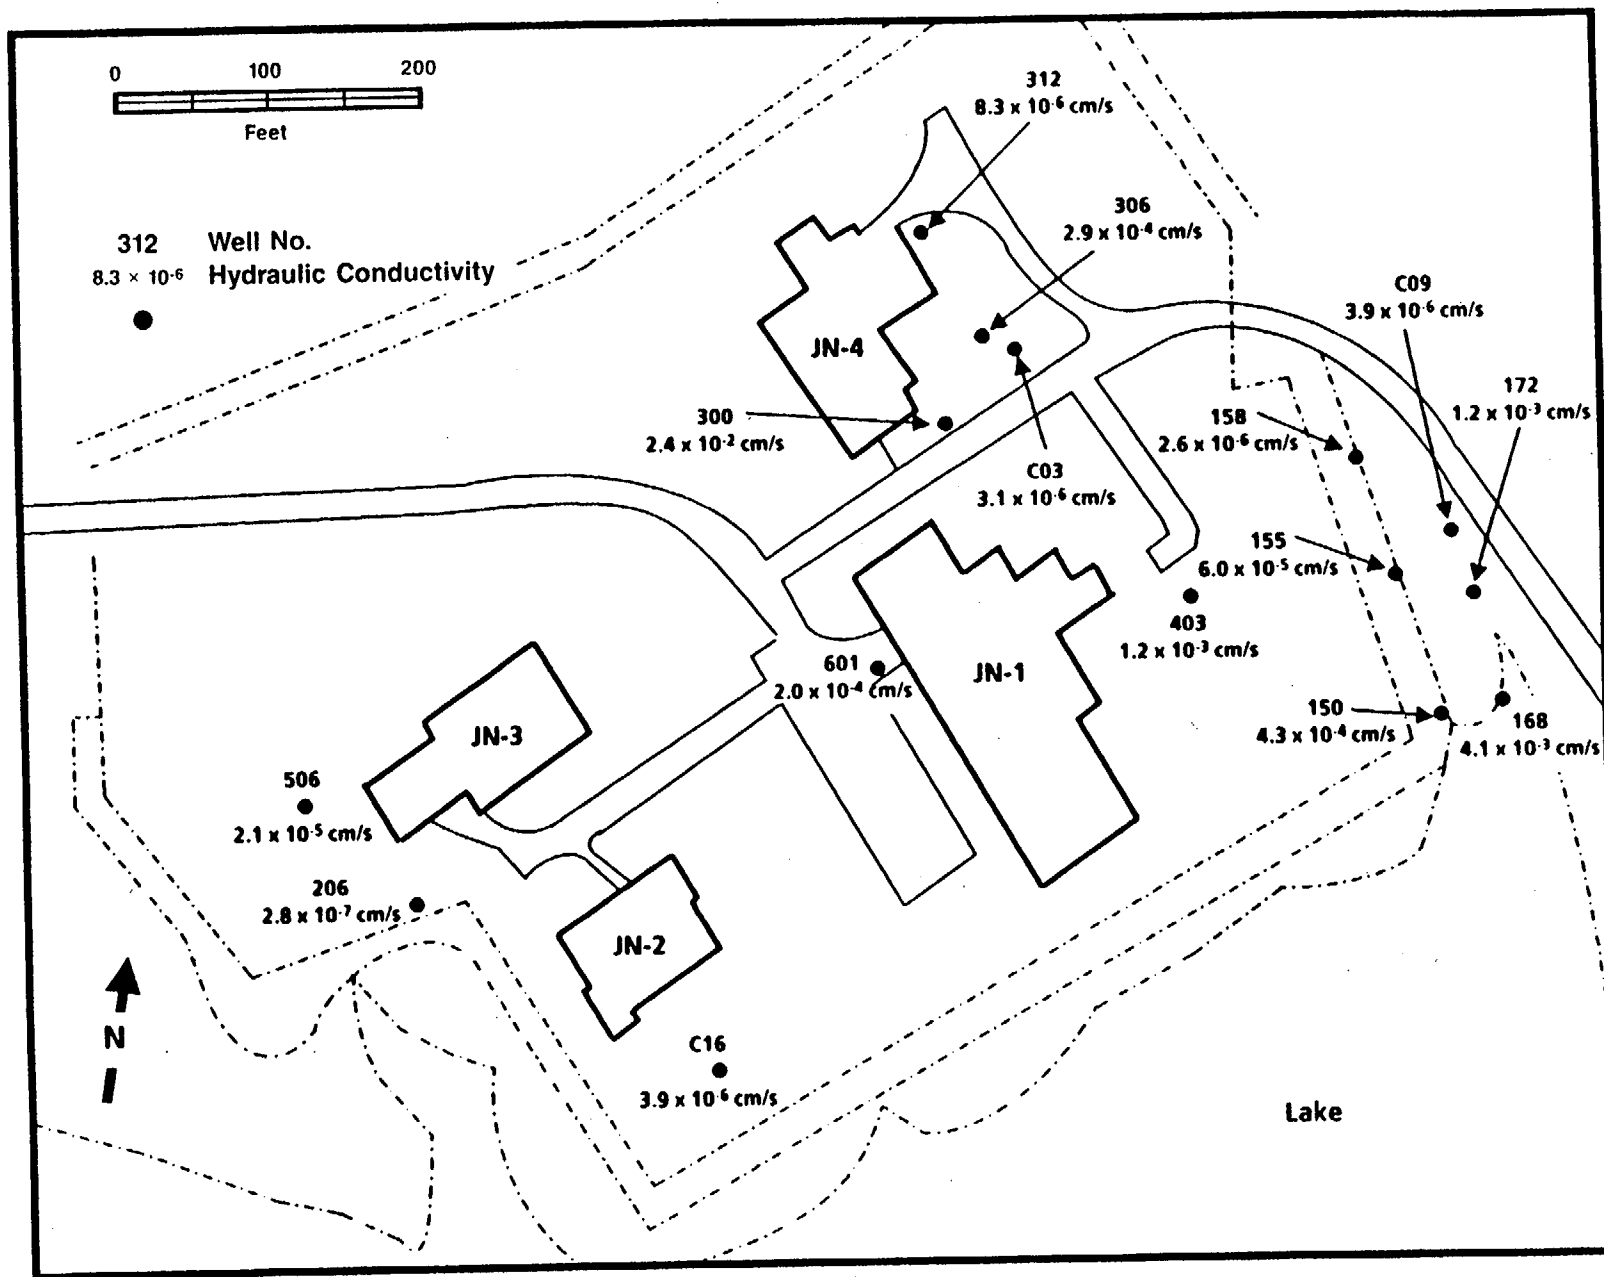 0 100 200
Feet
312 Well No.
8.3 × 10⁻⁶ Hydraulic Conductivity
312
8.3 x 10⁻⁶ cm/s
306
2.9 x 10⁻⁴ cm/s
C09
3.9 x 10⁻⁶ cm/s
JN-4
172
1.2 x 10⁻³ cm/s
300
2.4 x 10⁻² cm/s
158
2.6 x 10⁻⁶ cm/s
C03
3.1 x 10⁻⁶ cm/s
155
6.0 x 10⁻⁵ cm/s
403
1.2 x 10⁻³ cm/s
601
2.0 x 10⁻⁴ cm/s
JN-1
150
4.3 x 10⁻⁴ cm/s
168
4.1 x 10⁻³ cm/s
JN-3
506
2.1 x 10⁻⁵ cm/s
206
2.8 x 10⁻⁷ cm/s
JN-2
N
C16
3.9 x 10⁻⁶ cm/s
Lake